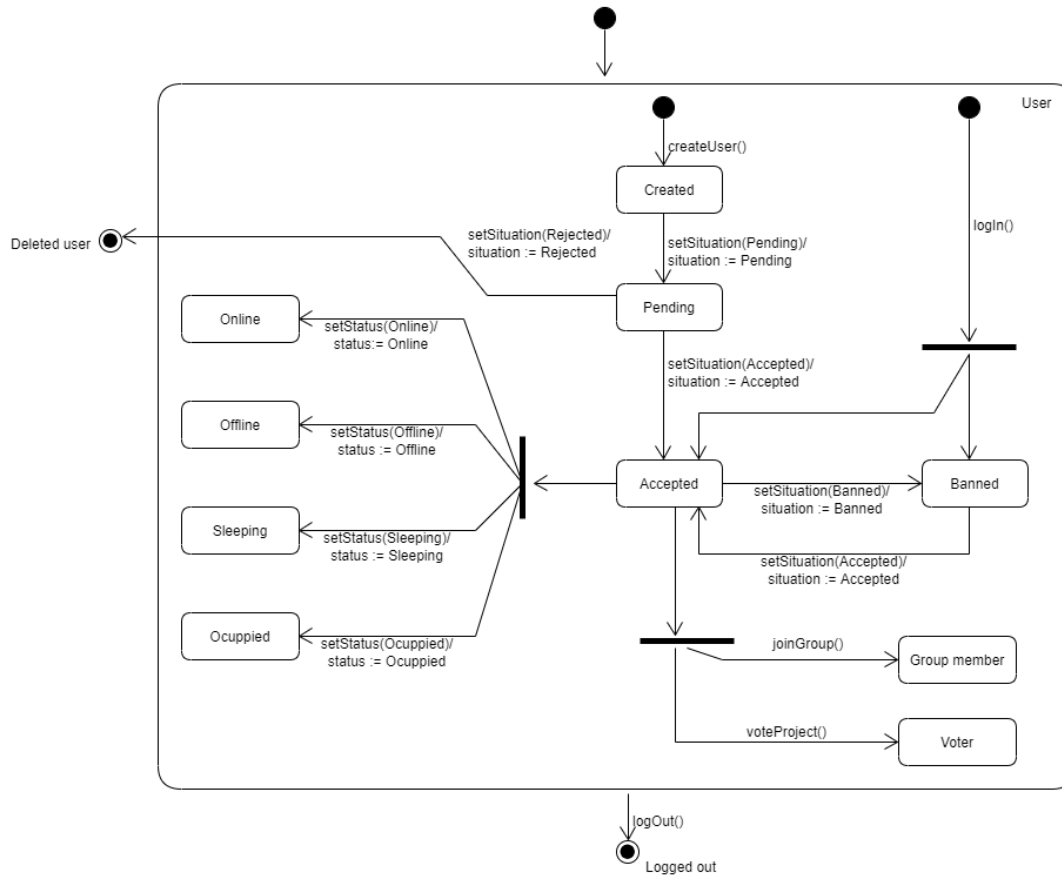 User
createUser()
Created
logIn()
Deleted user
setSituation(Rejected)/
situation := Rejected
setSituation(Pending)/
situation := Pending
Pending
Online
setStatus(Online)/
status:= Online
setSituation(Accepted)/
situation := Accepted
Offline
setStatus(Offline)/
status := Offline
Accepted
Banned
setSituation(Banned)/
situation := Banned
Sleeping
setStatus(Sleeping)/
status := Sleeping
setSituation(Accepted)/
situation := Accepted
Ocuppied
setStatus(Ocuppied)/
status := Ocuppied
joinGroup()
Group member
voteProject()
Voter
logOut()
Logged out